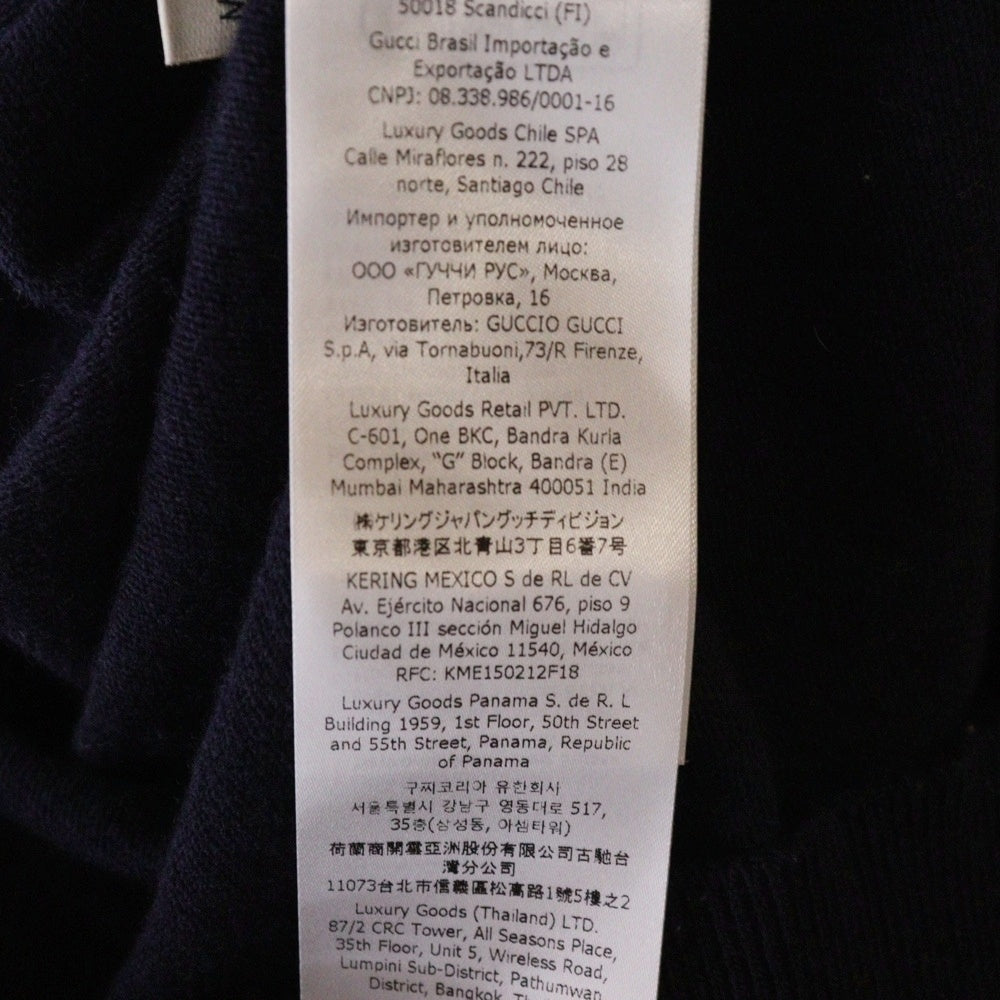 50018 Scandicci (FI)
Gucci Brasil Importação e
Exportação LTDA
CNPJ: 08.338.986/0001-16
Luxury Goods Chile SPA
Calle Miraflores n. 222, piso 28
norte, Santiago Chile
Импортер и уполномоченное
изготовителем лицо:
ООО «ГУЧЧИ РУС», Москва,
Петровка, 16
Изготовитель: GUCCIO GUCCI
S.p.A, via Tornabuoni,73/R Firenze,
Italia
Luxury Goods Retail PVT. LTD.
C-601, One BKC, Bandra Kurla
Complex, “G” Block, Bandra (E)
Mumbai Maharashtra 400051 India
㈱ケリングジャパングッチディビジョン
東京都港区北青山3丁目6番7号
KERING MEXICO S de RL de CV
Av. Ejército Nacional 676, piso 9
Polanco III sección Miguel Hidalgo
Ciudad de México 11540, México
RFC: KME150212F18
Luxury Goods Panama S. de R. L
Building 1959, 1st Floor, 50th Street
and 55th Street, Panama, Republic
of Panama
구찌코리아 유한회사
서울특별시 강남구 영동대로 517,
35층(삼성동, 아셈타워)
荷蘭商開雲亞洲股份有限公司古馳台
灣分公司
11073台北市信義區松高路1號5樓之2
Luxury Goods (Thailand) LTD.
87/2 CRC Tower, All Seasons Place,
35th Floor, Unit 5, Wireless Road,
Lumpini Sub-District, Pathumwan
District, Bangkok,